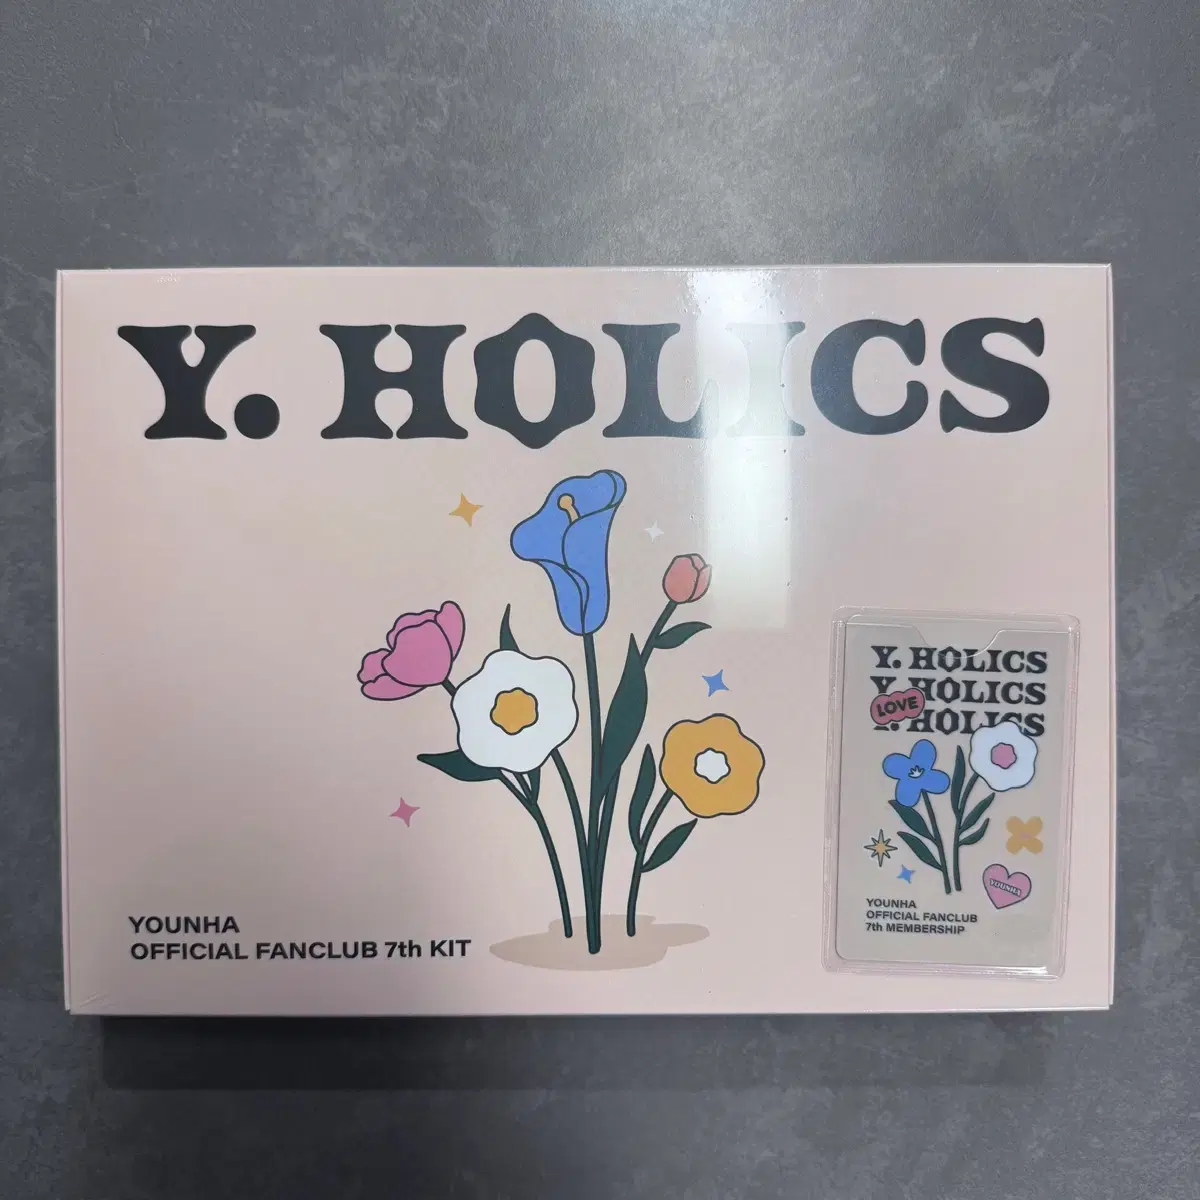 Y. HOLICS
YOUNHA
OFFICIAL FANCLUB 7th KIT
Y. HOLICS
Y. HOLICS
LOVE
Y. HOLICS
YOUNHA
YOUNHA
OFFICIAL FANCLUB
7th MEMBERSHIP